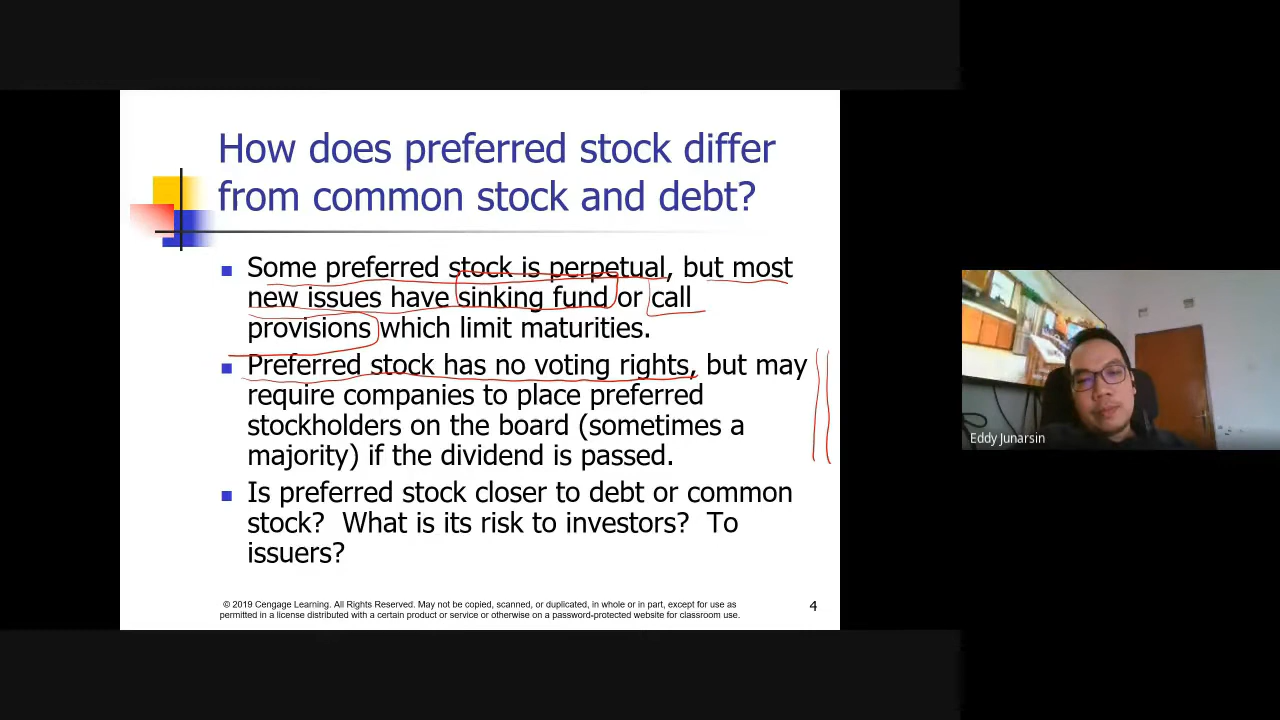 How does preferred stock differ
from common stock and debt?
Some preferred stock is perpetual, but most
new issues have sinking fund or call
provisions which limit maturities.
Preferred stock has no voting rights, but may
require companies to place preferred
stockholders on the board (sometimes a
majority) if the dividend is passed.
Is preferred stock closer to debt or common
stock? What is its risk to investors? To
issuers?
© 2019 Cengage Learning. All Rights Reserved. May not be copied, scanned, or duplicated, in whole or in part, except for use as
permitted in a license distributed with a certain product or service or otherwise on a password-protected website for classroom use.
4
Eddy Junarsin